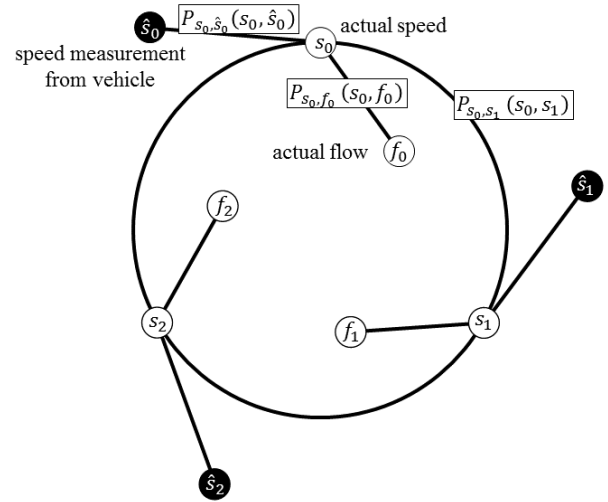 ŝ₀
P_{s₀,ŝ₀}(s₀, ŝ₀)
actual speed
speed measurement
from vehicle
s₀
P_{s₀,f₀}(s₀, f₀)
P_{s₀,s₁}(s₀, s₁)
actual flow
f₀
ŝ₁
f₂
s₂
f₁
s₁
ŝ₂